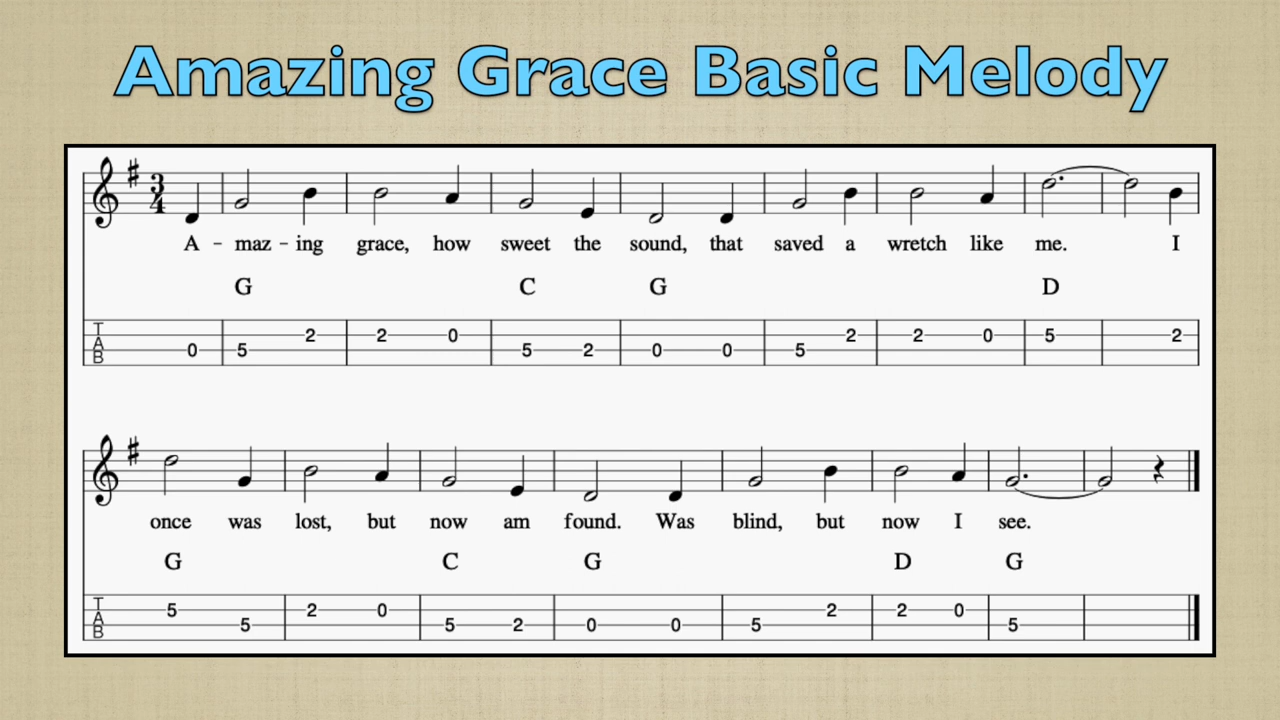 Amazing Grace Basic Melody
3
4
A - maz - ing grace, how sweet the sound, that saved a wretch like me. I
G C G D
T
A
B
2 2 0 2 2 0 5 2
0 5 5 2 0 0 5
once was lost, but now am found. Was blind, but now I see.
G C G D G
T
A
B
5 2 0 2 2 0
5 5 2 0 0 5 5